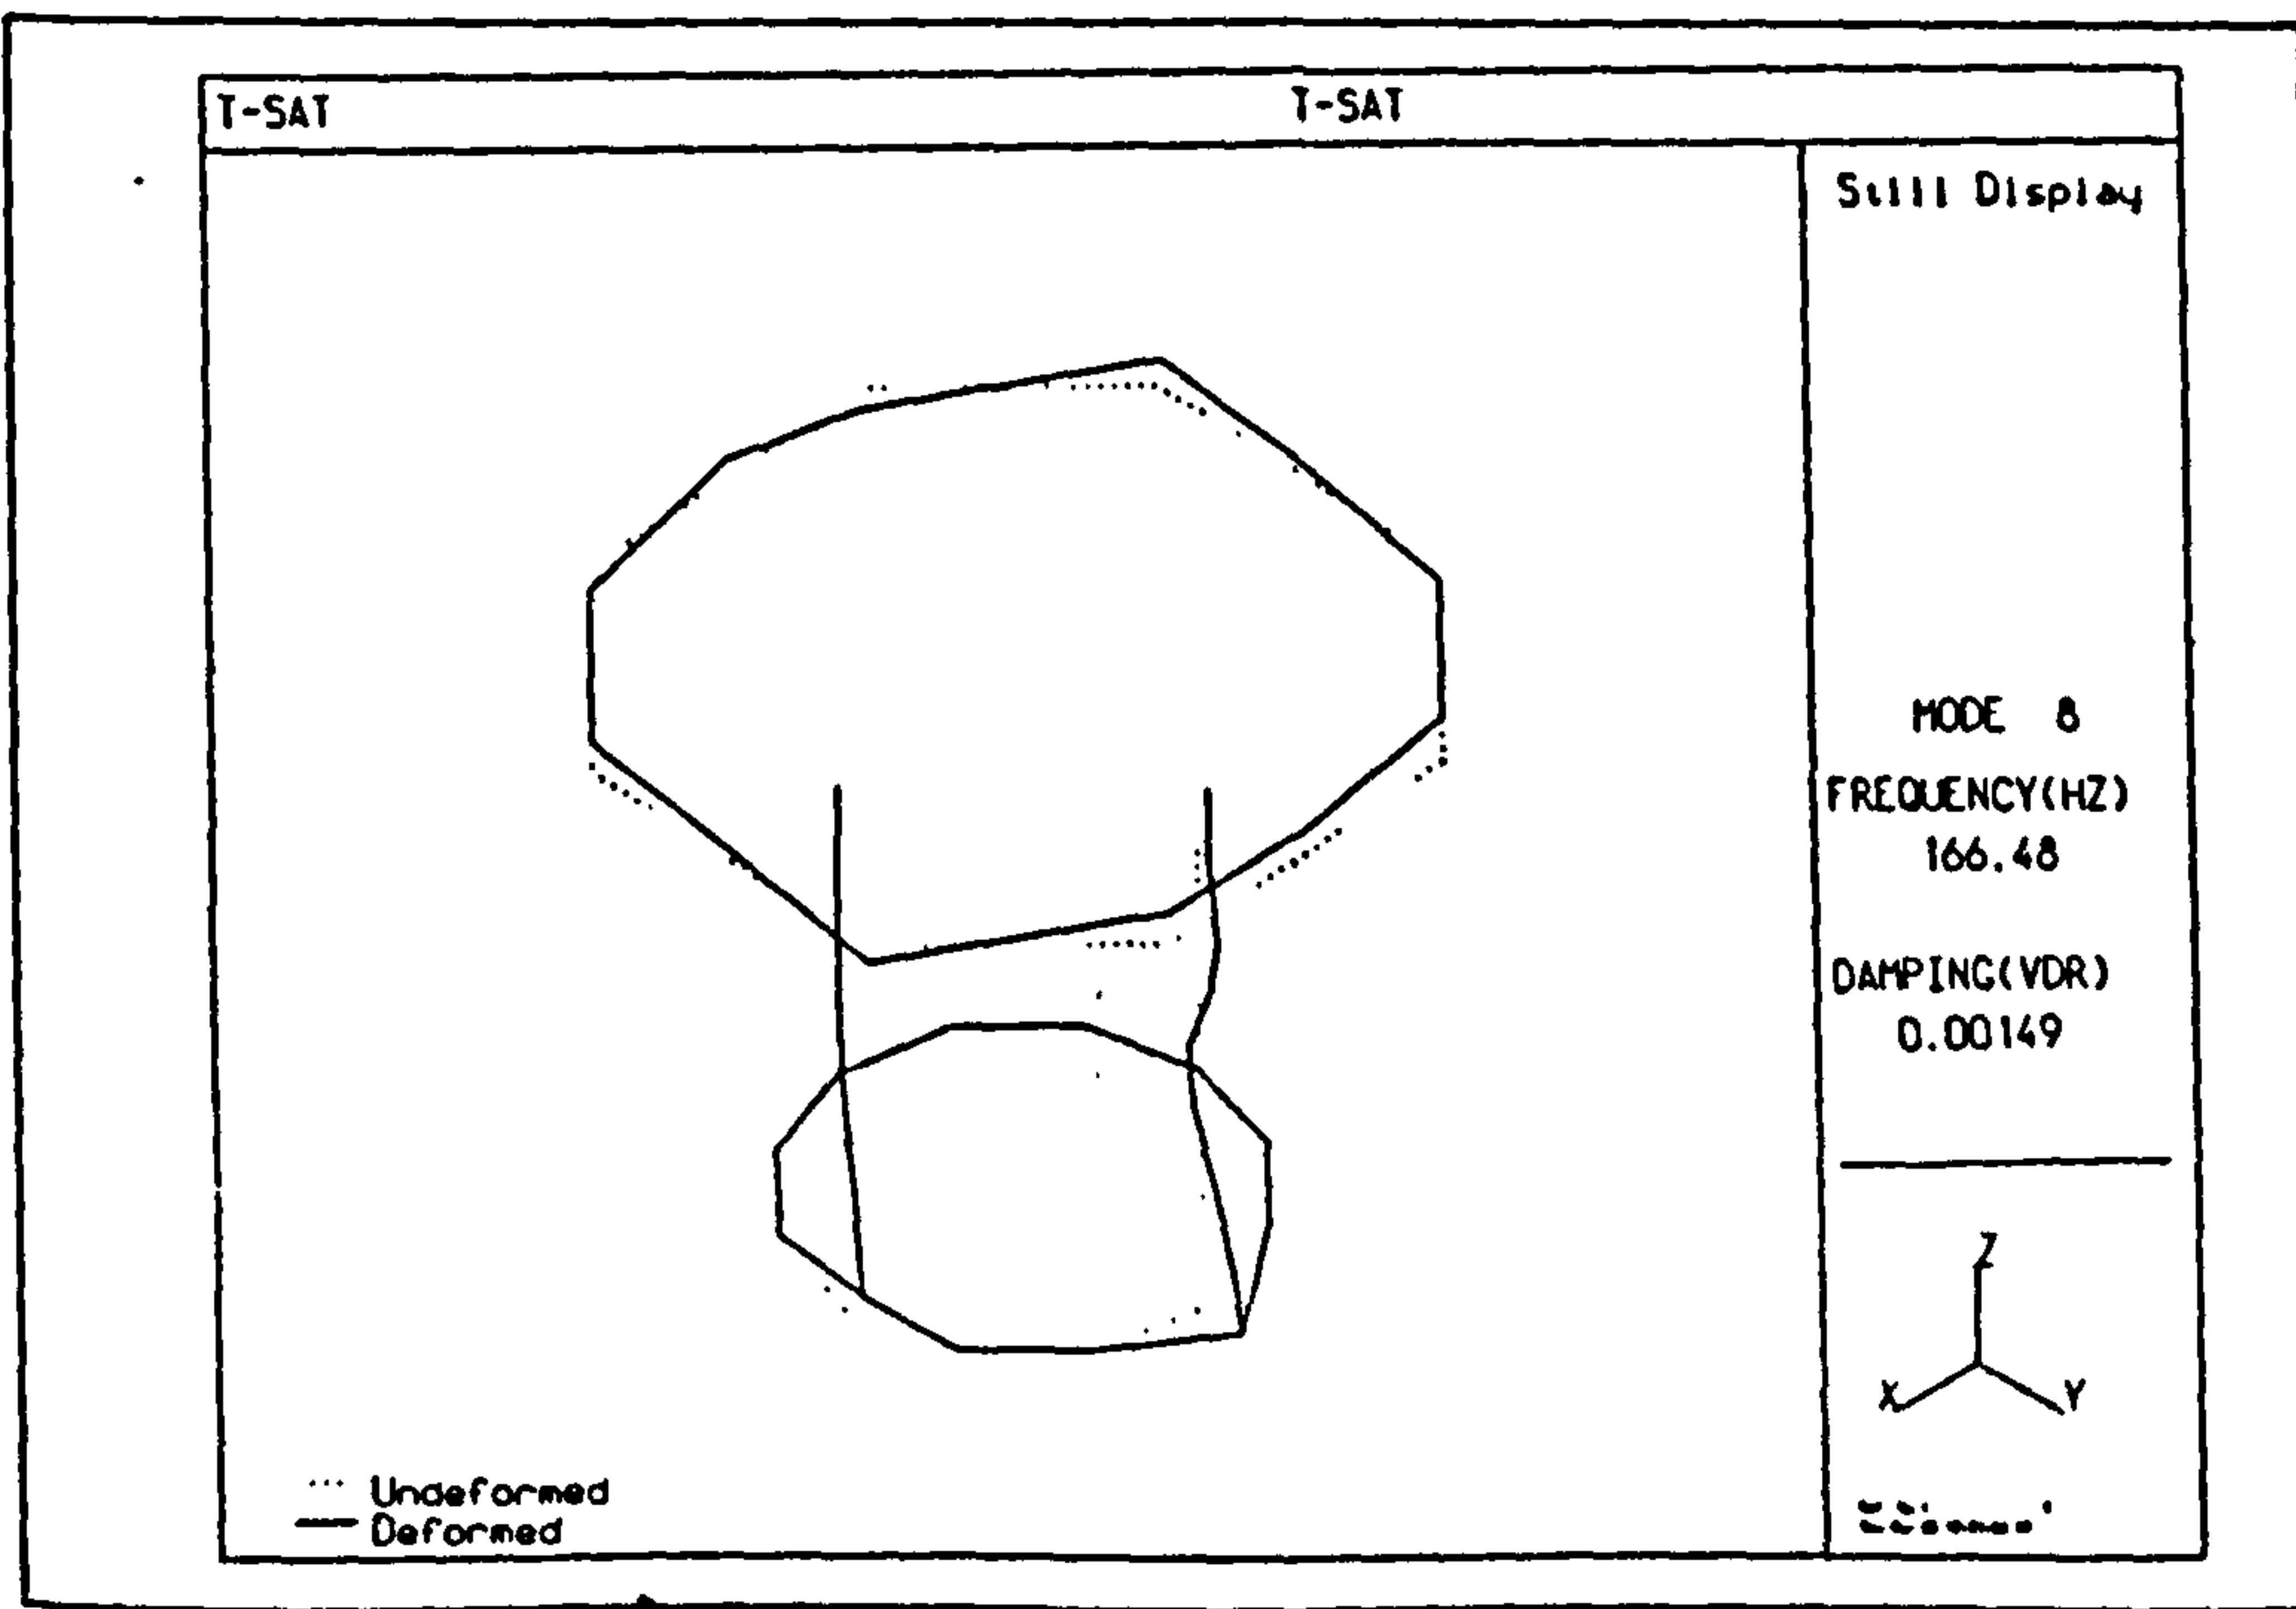 T-SAT T-SAT
Still Display
MODE 8
FREQUENCY(HZ)
166.48
DAMPING(VDR)
0.00149
Z
X Y
Undeformed
Deformed